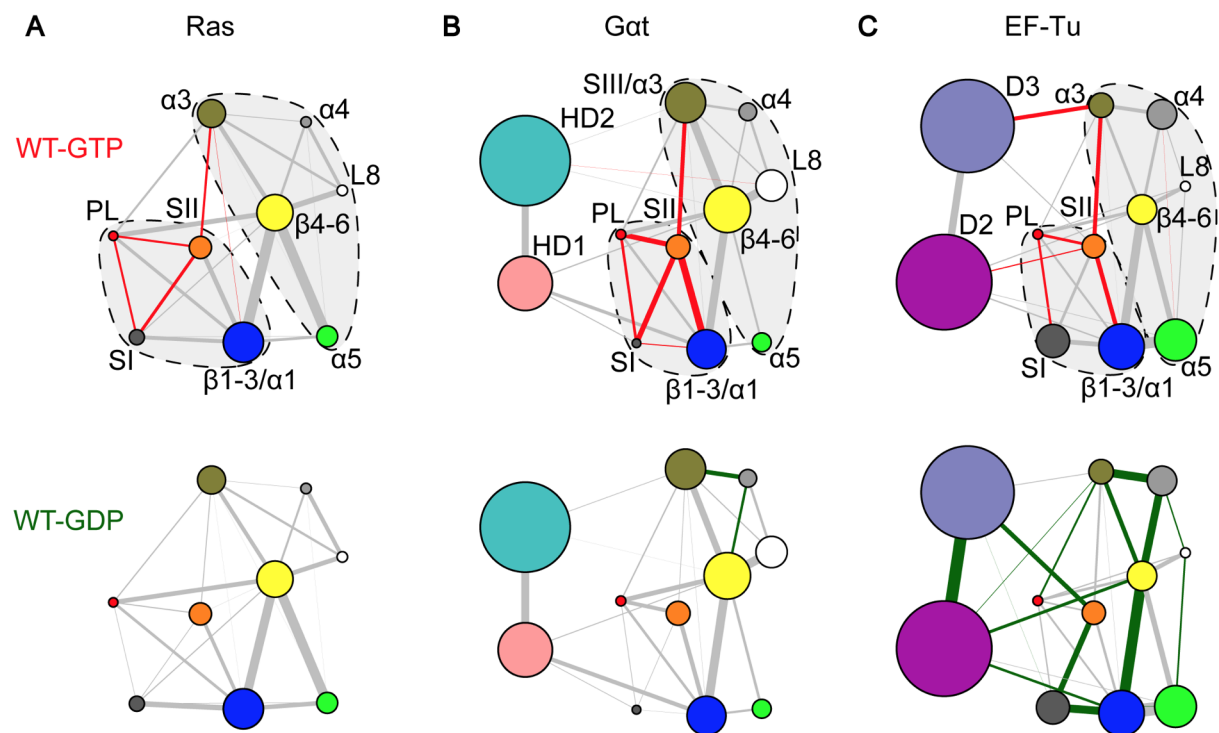 A Ras
B Gαt
C EF-Tu
WT-GTP
α3
α4
L8
PL
SII
β4-6
SI
α5
β1-3/α1
SIII/α3
α4
HD2
L8
PL
SII
β4-6
HD1
SI
α5
β1-3/α1
D3
α3
α4
L8
PL
SII
β4-6
D2
SI
α5
β1-3/α1
WT-GDP